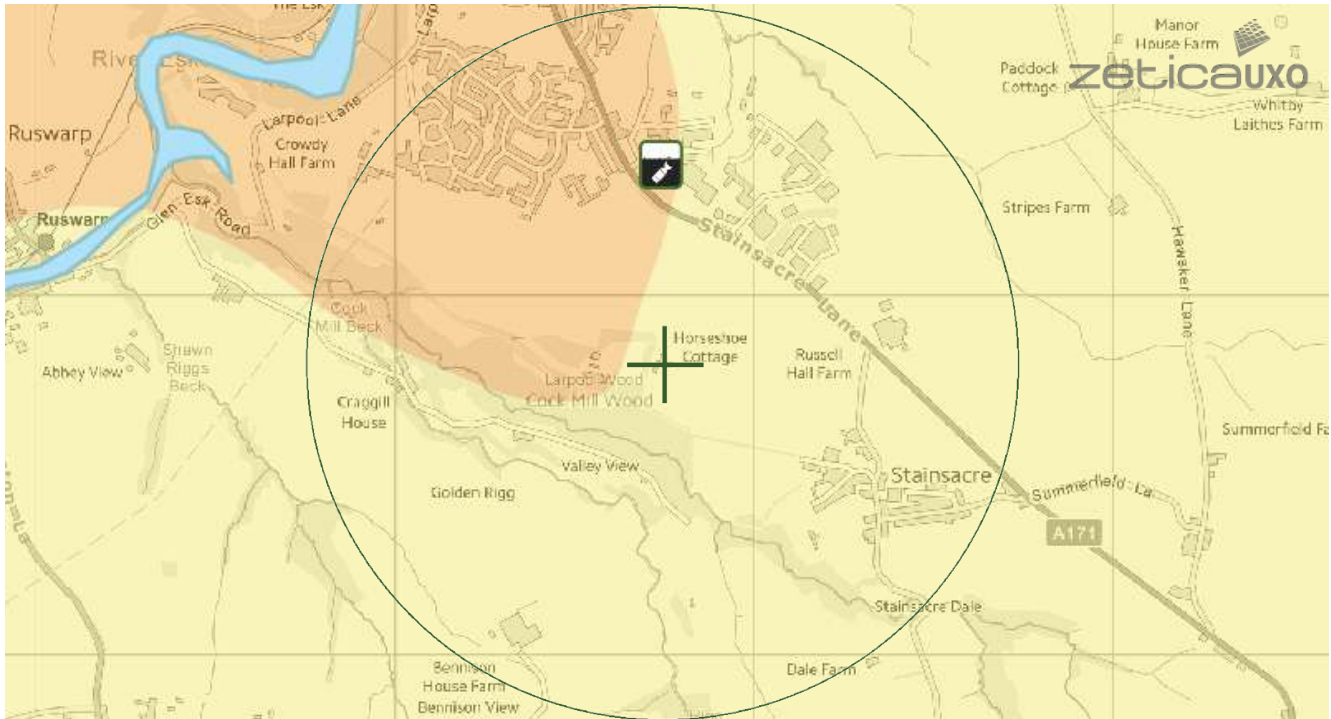 The Esk
River Esk
Manor
House Farm
zeticauxo
Paddock
Cottage
Whitby
Laithes Farm
Ruswarp
Larpool Lane
Crowdy
Hall Farm
Stripes Farm
Ruswarp
Glen Esk Road
Stainsacre Lane
Hawsker Lane
Cock
Mill Beck
Horseshoe
Cottage
Shawn
Riggs
Beck
Abbey View
Russell
Hall Farm
Larpool Wood
Cock Mill Wood
Craggill
House
Summerfield Fa
Valley View
Stainsacre
Golden Rigg
Summerfield La
A171
Stainsacre Dale
Bennison
House Farm
Dale Farm
Bennison View